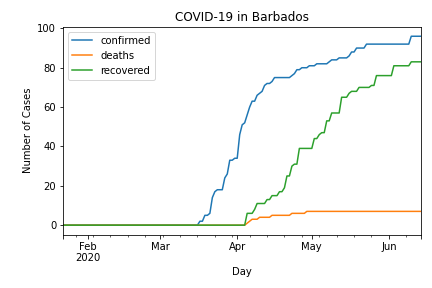 COVID-19 in Barbados
confirmed
deaths
recovered
Number of Cases
100
80
60
40
20
0
Feb
2020
Mar
Apr
May
Jun
Day